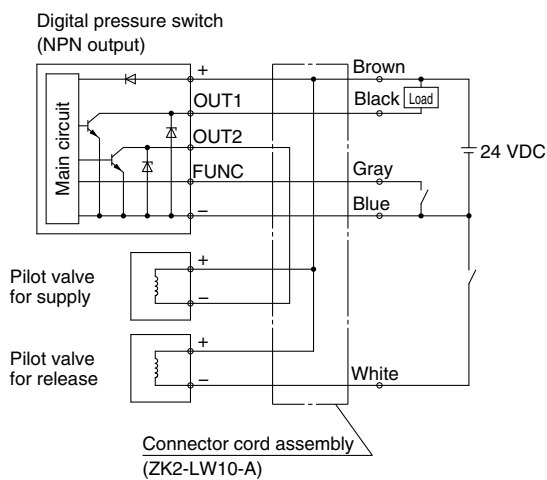 Digital pressure switch
(NPN output)
+
Brown
OUT1
Black
Load
OUT2
24 VDC
Main circuit
FUNC
Gray
−
Blue
+
Pilot valve
for supply
−
+
Pilot valve
for release
−
White
Connector cord assembly
(ZK2-LW10-A)